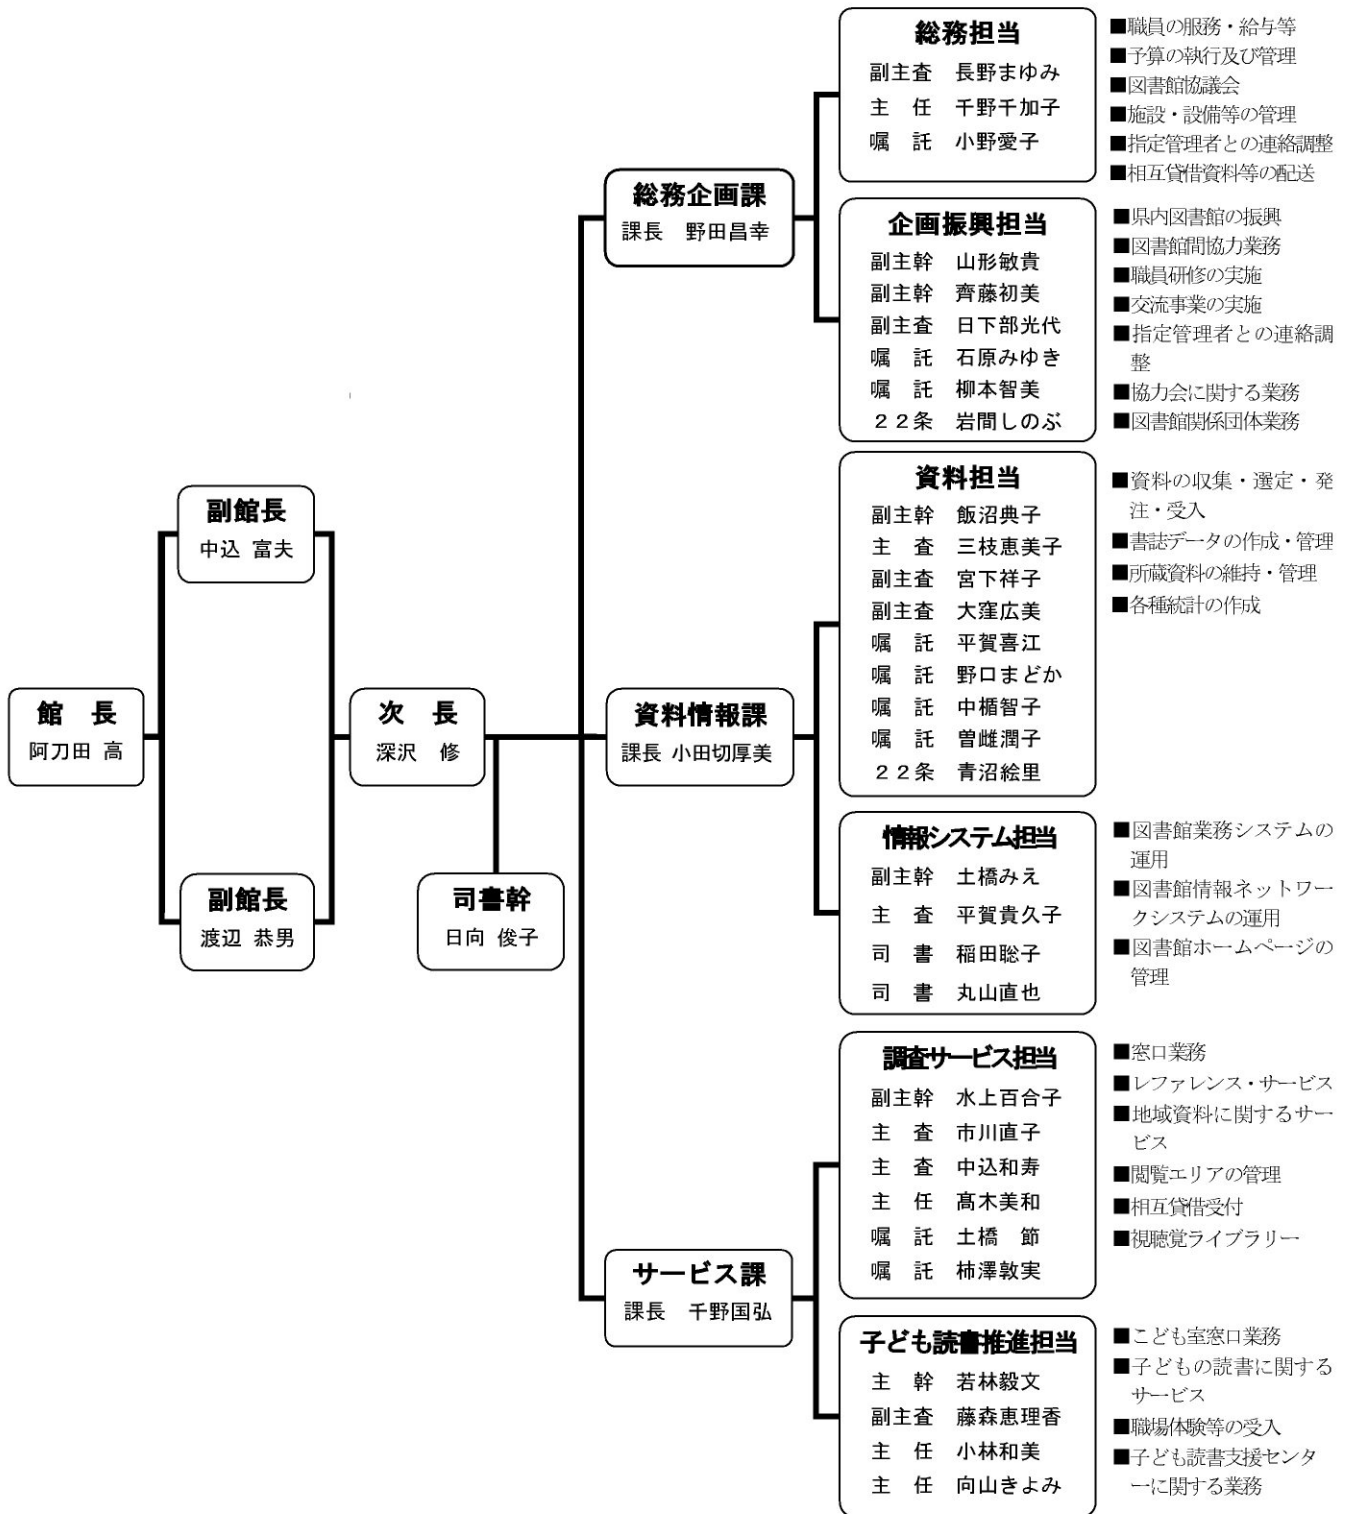 館　長
阿刀田 高
副館長
中込 富夫
副館長
渡辺 恭男
次　長
深沢　修
司書幹
日向 俊子
総務企画課
課長　野田昌幸
総務担当
副主査　長野まゆみ
主　任　千野千加子
嘱　託　小野愛子
■職員の服務・給与等
■予算の執行及び管理
■図書館協議会
■施設・設備等の管理
■指定管理者との連絡調整
■相互貸借資料等の配送
企画振興担当
副主幹　山形敏貴
副主幹　齊藤初美
副主査　日下部光代
嘱　託　石原みゆき
嘱　託　柳本智美
２２条　岩間しのぶ
■県内図書館の振興
■図書館間協力業務
■職員研修の実施
■交流事業の実施
■指定管理者との連絡調
整
■協力会に関する業務
■図書館関係団体業務
資料情報課
課長 小田切厚美
資料担当
副主幹　飯沼典子
主　査　三枝恵美子
副主査　宮下祥子
副主査　大窪広美
嘱　託　平賀喜江
嘱　託　野口まどか
嘱　託　中楯智子
嘱　託　曽雌潤子
２２条　青沼絵里
■資料の収集・選定・発
注・受入
■書誌データの作成・管理
■所蔵資料の維持・管理
■各種統計の作成
情報システム担当
副主幹　土橋みえ
主　査　平賀貴久子
司　書　稲田聡子
司　書　丸山直也
■図書館業務システムの
運用
■図書館情報ネットワー
クシステムの運用
■図書館ホームページの
管理
サービス課
課長　千野国弘
調査サービス担当
副主幹　水上百合子
主　査　市川直子
主　査　中込和寿
主　任　髙木美和
嘱　託　土橋　節
嘱　託　柿澤敦実
■窓口業務
■レファレンス・サービス
■地域資料に関するサー
ビス
■閲覧エリアの管理
■相互貸借受付
■視聴覚ライブラリー
子ども読書推進担当
主　幹　若林毅文
副主査　藤森恵理香
主　任　小林和美
主　任　向山きよみ
■こども室窓口業務
■子どもの読書に関する
サービス
■職場体験等の受入
■子ども読書支援センタ
ーに関する業務